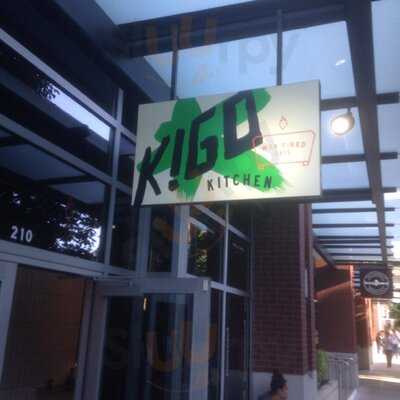 K!GO
KITCHEN
WOK FIRED
210